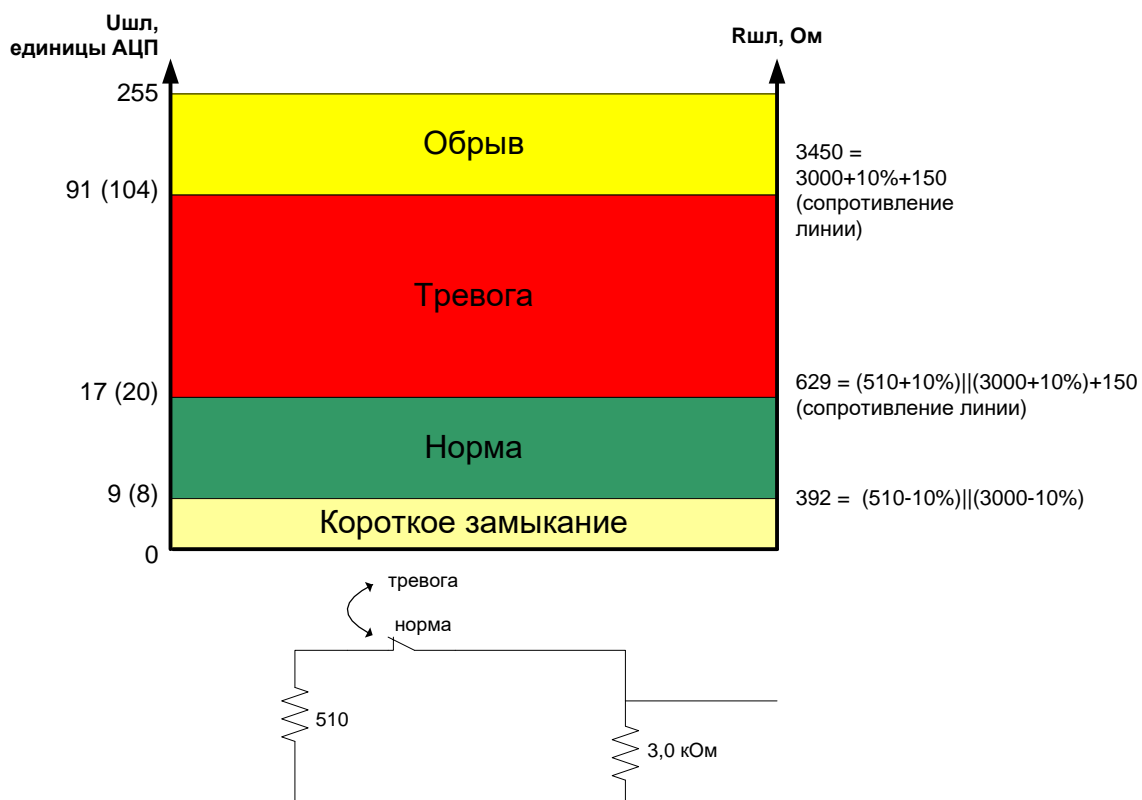 Uшл,
единицы АЦП
Rшл, Ом
255
Обрыв
3450 =
3000+10%+150
(сопротивление
линии)
91 (104)
Тревога
17 (20)
629 = (510+10%)||(3000+10%)+150
(сопротивление линии)
Норма
9 (8)
392 = (510-10%)||(3000-10%)
Короткое замыкание
0
тревога
норма
510
3,0 кОм